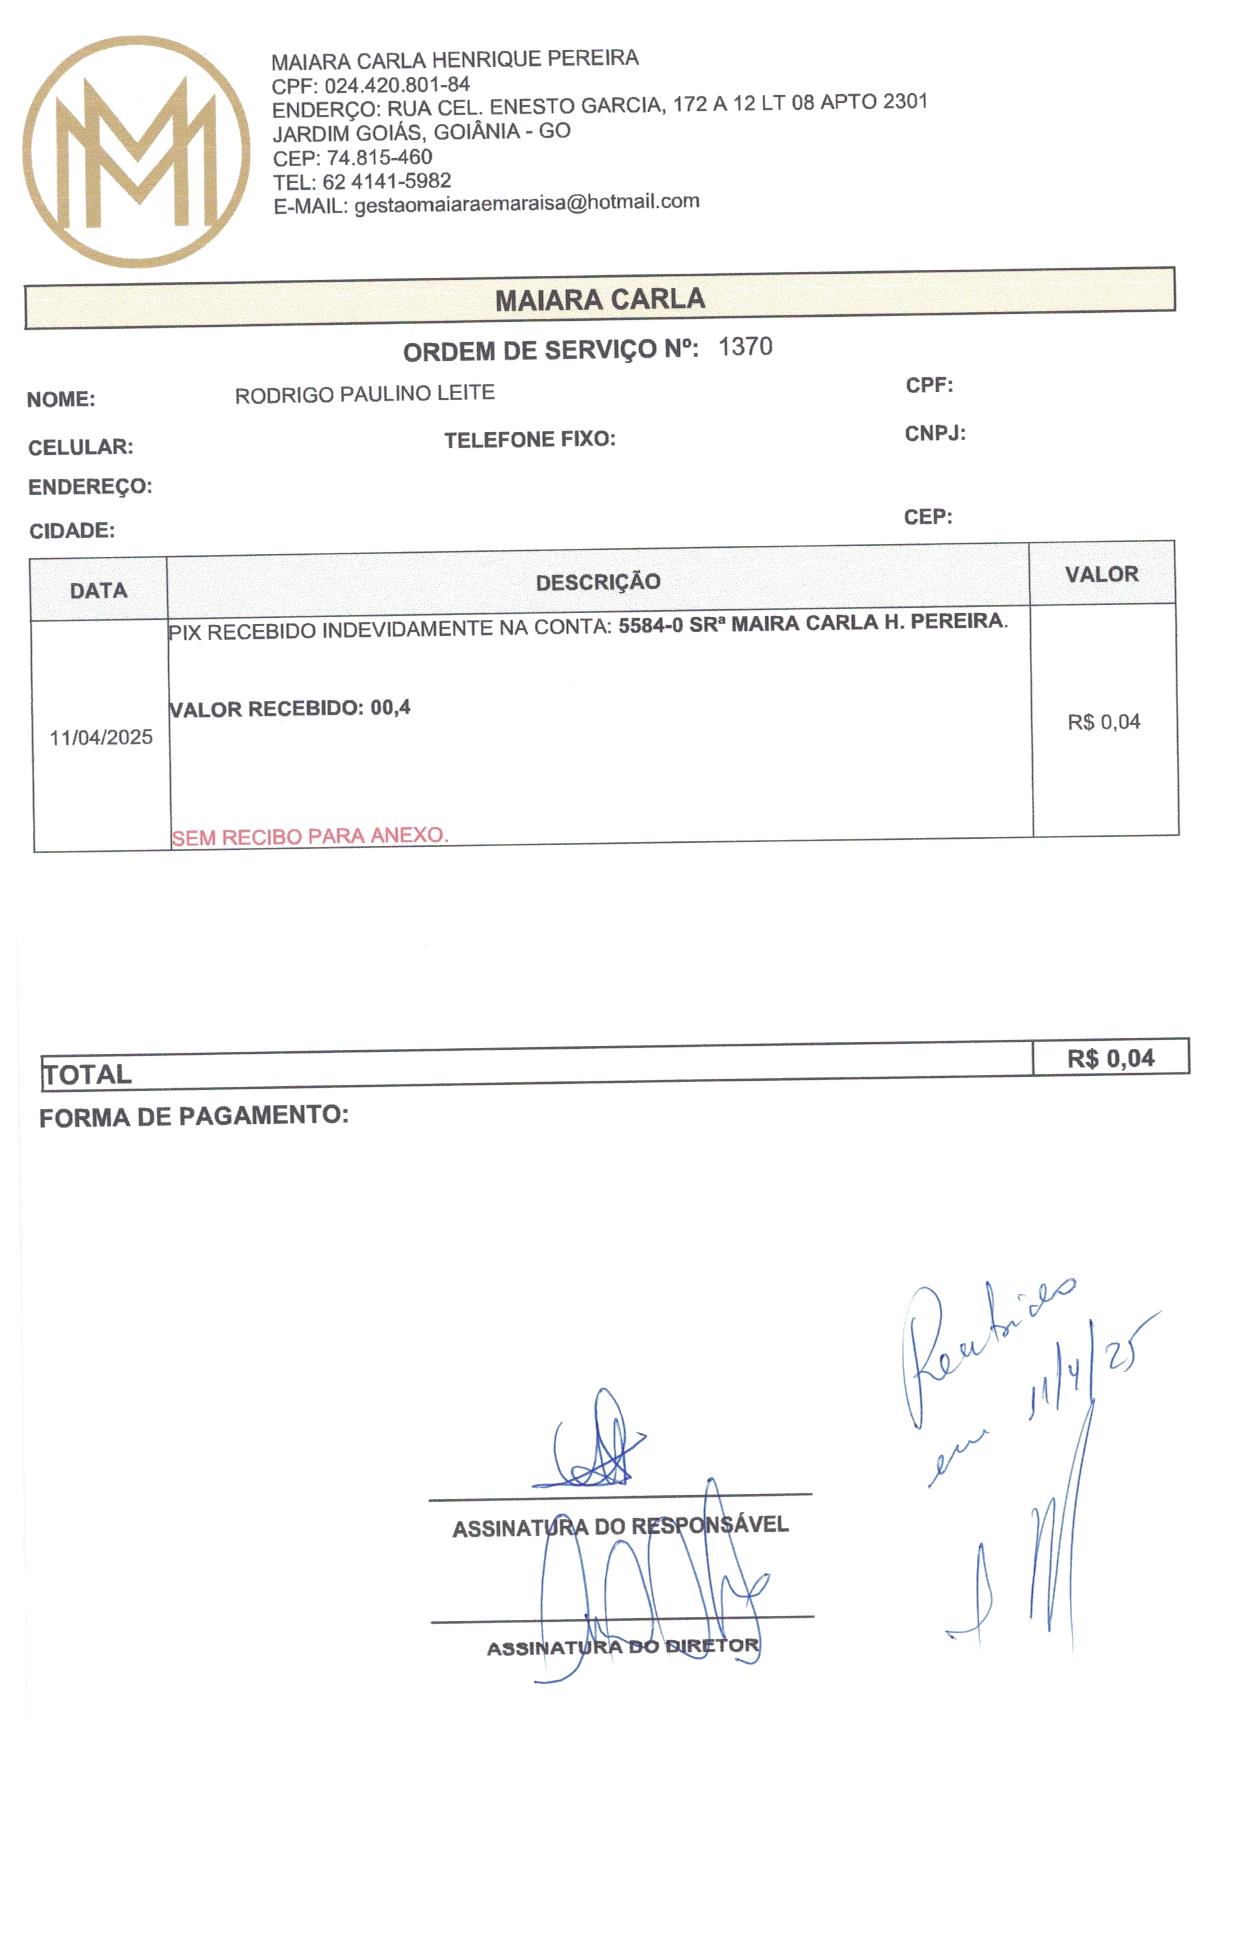 MAIARA CARLA HENRIQUE PEREIRA
CPF: 024.420.801-84
ENDERÇO: RUA CEL. ENESTO GARCIA, 172 A 12 LT 08 APTO 2301
JARDIM GOIÁS, GOIÂNIA - GO
CEP: 74.815-460
TEL: 62 4141-5982
E-MAIL: gestaomaiaraemaraisa@hotmail.com
MAIARA CARLA
ORDEM DE SERVIÇO Nº: 1370
NOME: RODRIGO PAULINO LEITE CPF:
CELULAR: TELEFONE FIXO: CNPJ:
ENDEREÇO:
CIDADE: CEP:
DATA DESCRIÇÃO VALOR
PIX RECEBIDO INDEVIDAMENTE NA CONTA: 5584-0 SRª MAIRA CARLA H. PEREIRA.
VALOR RECEBIDO: 00,4
11/04/2025 R$ 0,04
SEM RECIBO PARA ANEXO.
TOTAL R$ 0,04
FORMA DE PAGAMENTO:
Recebido
em 11/4/25
ASSINATURA DO RESPONSÁVEL
ASSINATURA DO DIRETOR